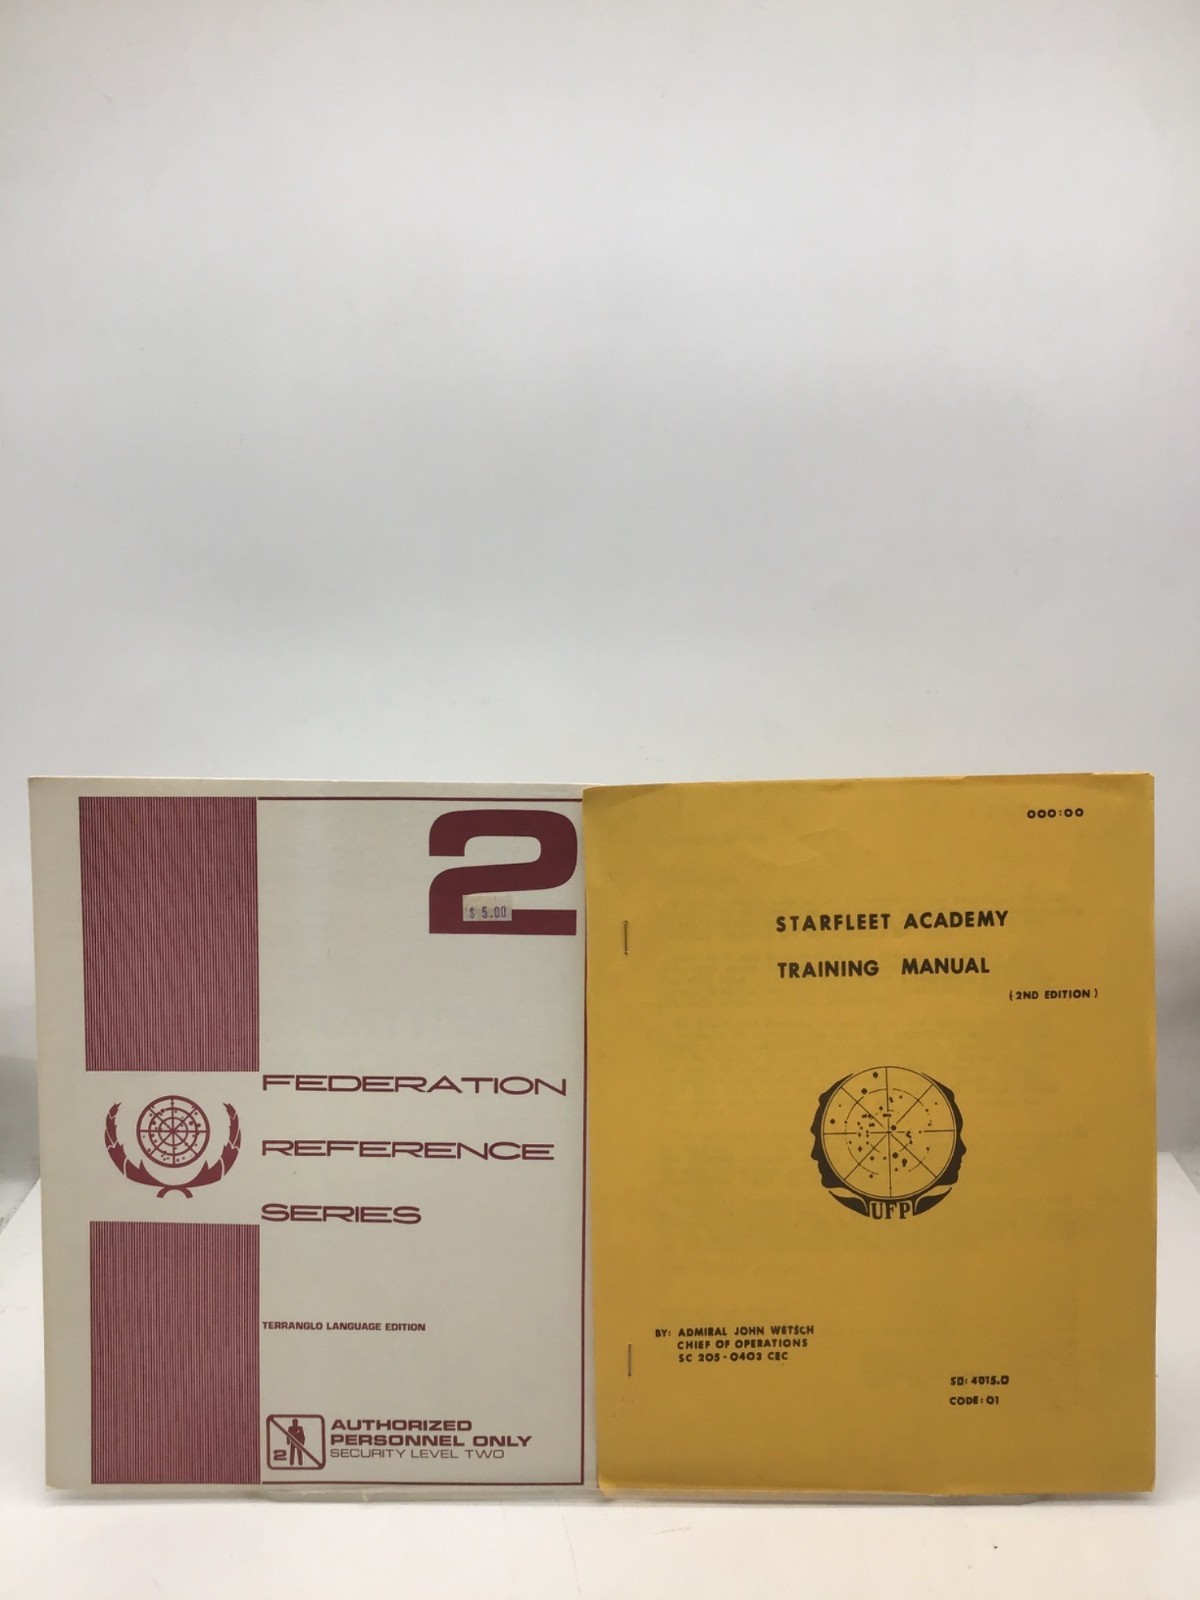 2
$ 5.00
FEDERATION
REFERENCE
SERIES
TERRANGLO LANGUAGE EDITION
2
AUTHORIZED
PERSONNEL ONLY
SECURITY LEVEL TWO
000:00
STARFLEET ACADEMY
TRAINING MANUAL
(2ND EDITION)
UFP
BY: ADMIRAL JOHN WETSCH
CHIEF OF OPERATIONS
SC 205-0403 CEC
SD: 4015.0
CODE: 01